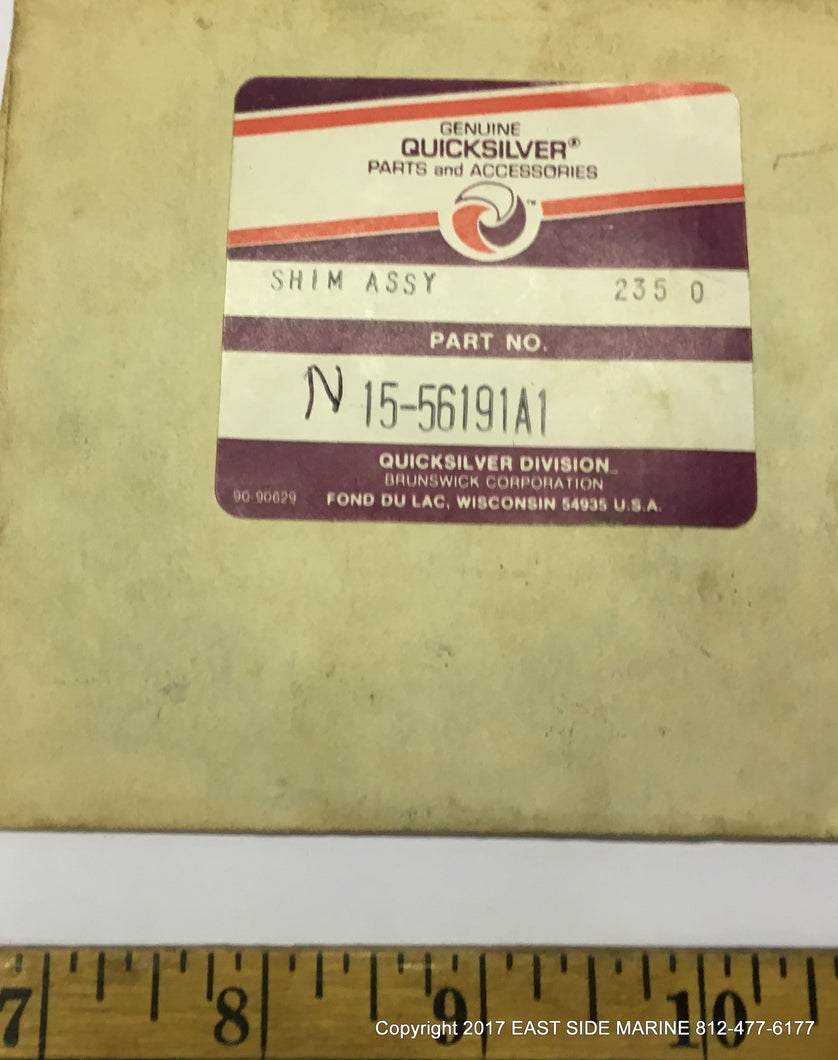 GENUINE
QUICKSILVER®
PARTS and ACCESSORIES
™
SHIM ASSY 235 0
PART NO.
N 15-56191A1
QUICKSILVER DIVISION
BRUNSWICK CORPORATION
90-90629 FOND DU LAC, WISCONSIN 54935 U.S.A.
7 8 9 10
Copyright 2017 EAST SIDE MARINE 812-477-6177